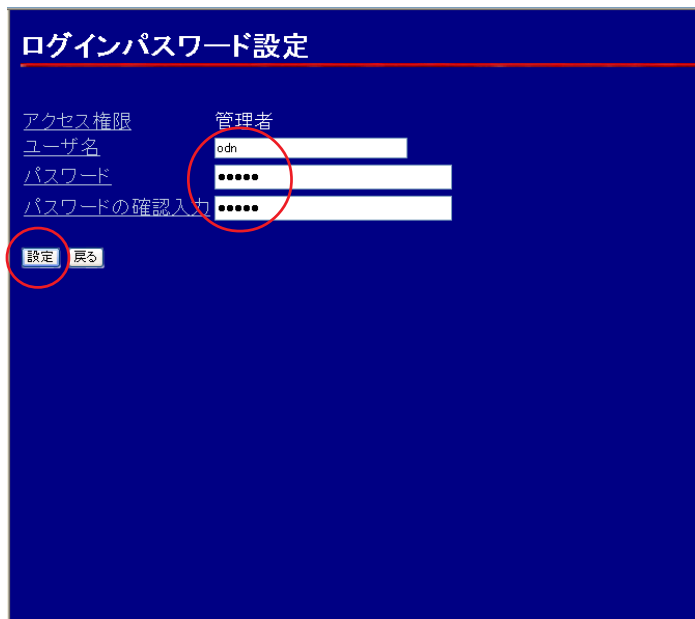 ログインパスワード設定
アクセス権限 管理者
ユーザ名 odn
パスワード ●●●●●
パスワードの確認入力 ●●●●●
設定 戻る